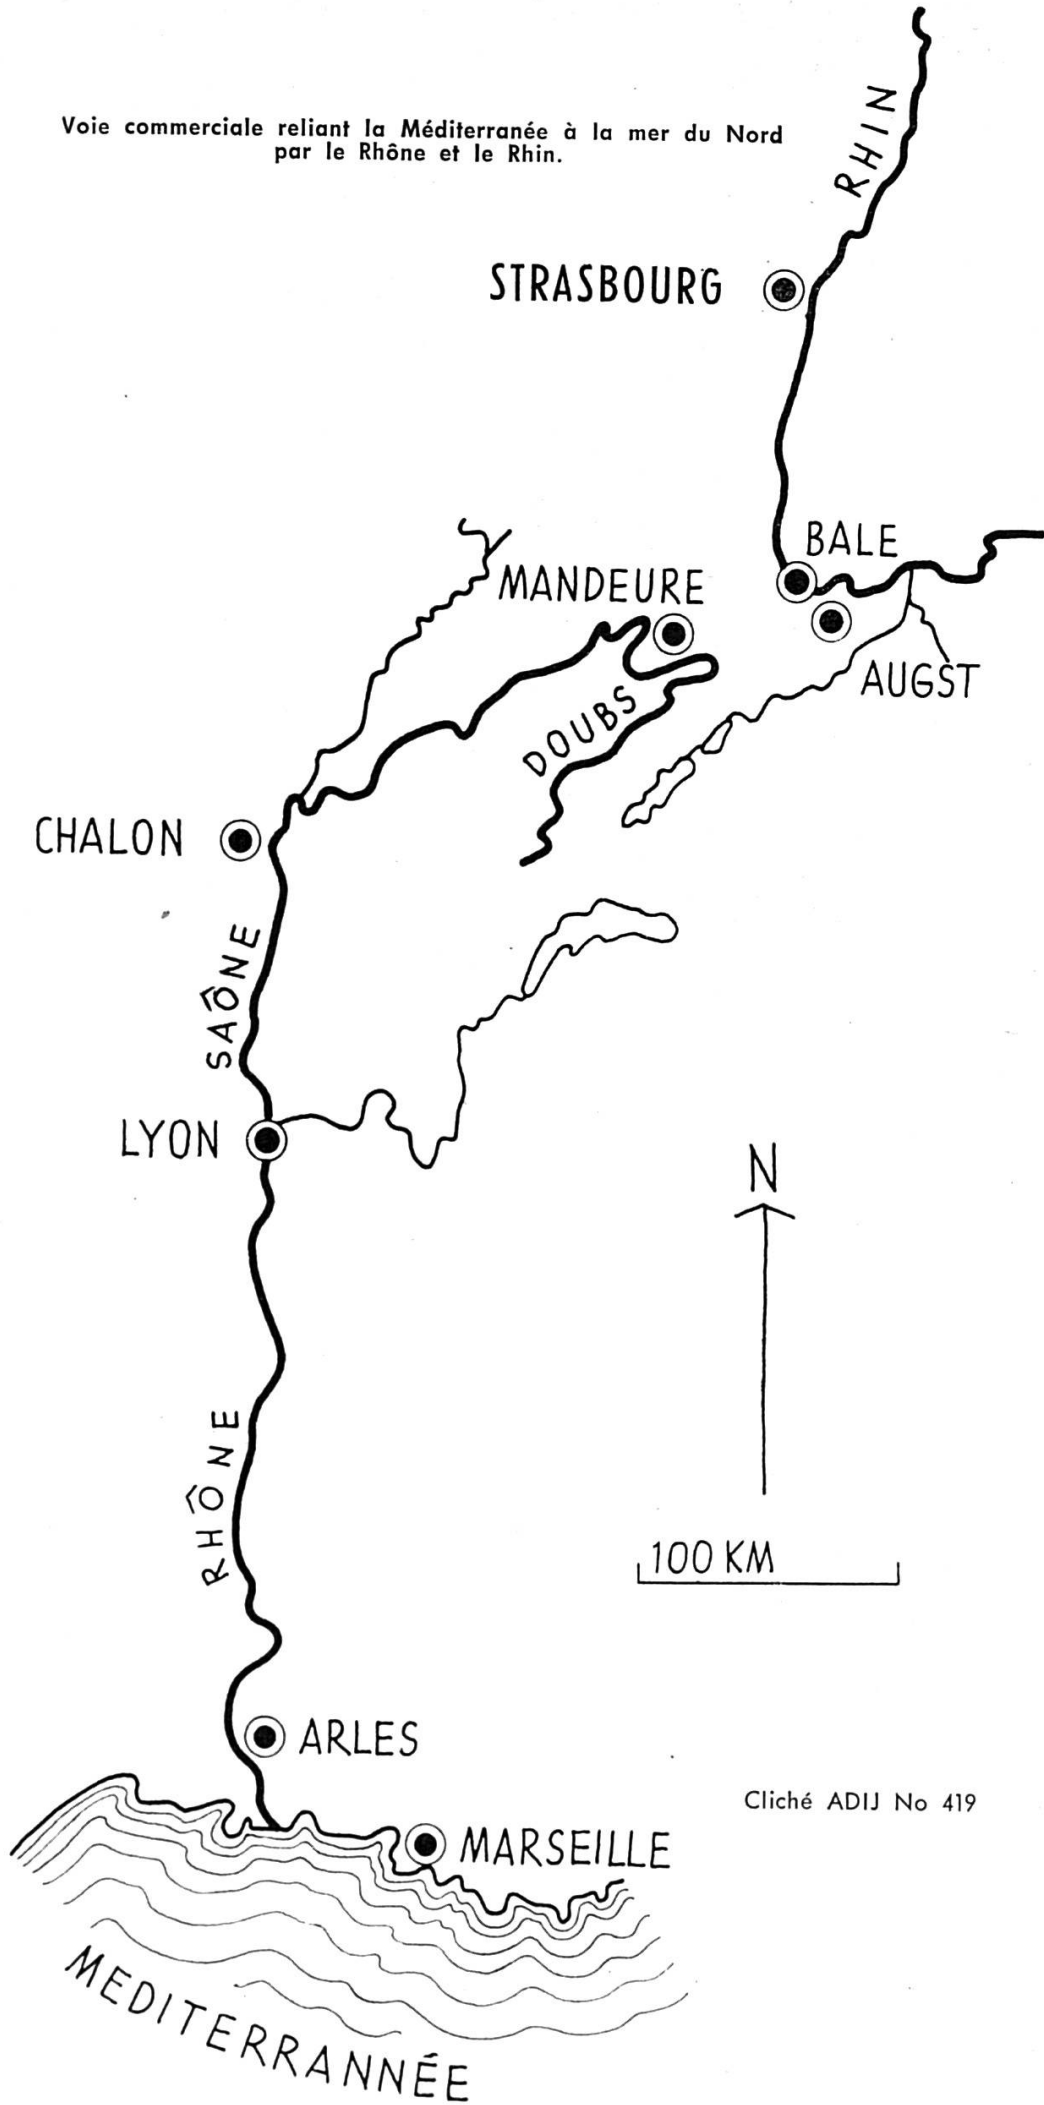 Voie commerciale reliant la Méditerranée à la mer du Nord
par le Rhône et le Rhin.
RHIN
STRASBOURG
BALE
MANDEURE
AUGST
DOUBS
CHALON
SAÔNE
LYON
N
RHÔNE
100 KM
ARLES
Cliché ADIJ No 419
MARSEILLE
MEDITERRANNÉE